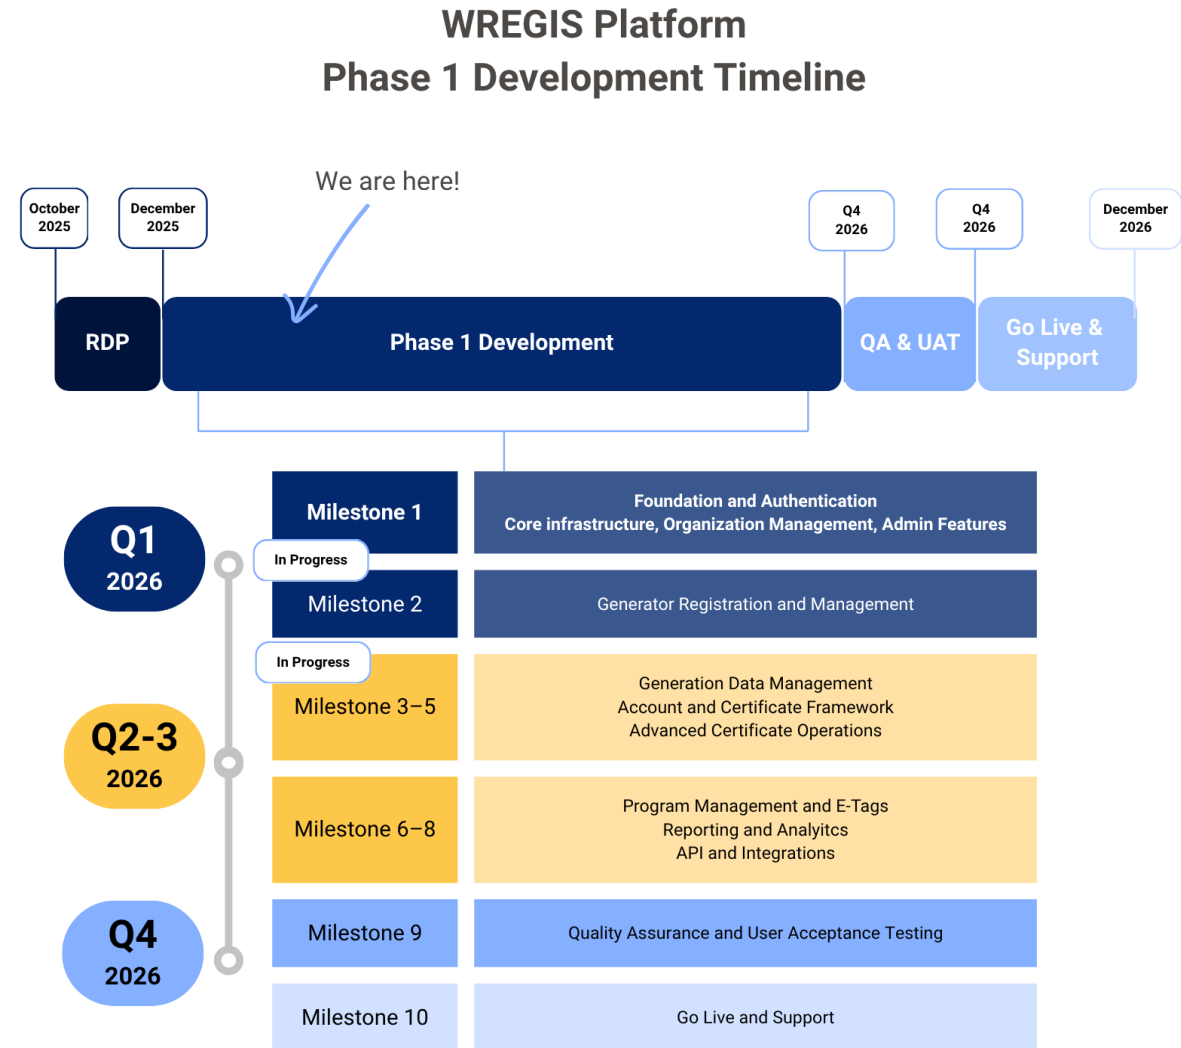 WREGIS Platform
Phase 1 Development Timeline
We are here!
October
2025
December
2025
Q4
2026
Q4
2026
December
2026
RDP
Phase 1 Development
QA & UAT
Go Live &
Support
Q1
2026
Milestone 1
Foundation and Authentication
Core infrastructure, Organization Management, Admin Features
In Progress
Milestone 2
Generator Registration and Management
In Progress
Q2-3
2026
Milestone 3–5
Generation Data Management
Account and Certificate Framework
Advanced Certificate Operations
Milestone 6–8
Program Management and E-Tags
Reporting and Analyitcs
API and Integrations
Q4
2026
Milestone 9
Quality Assurance and User Acceptance Testing
Milestone 10
Go Live and Support